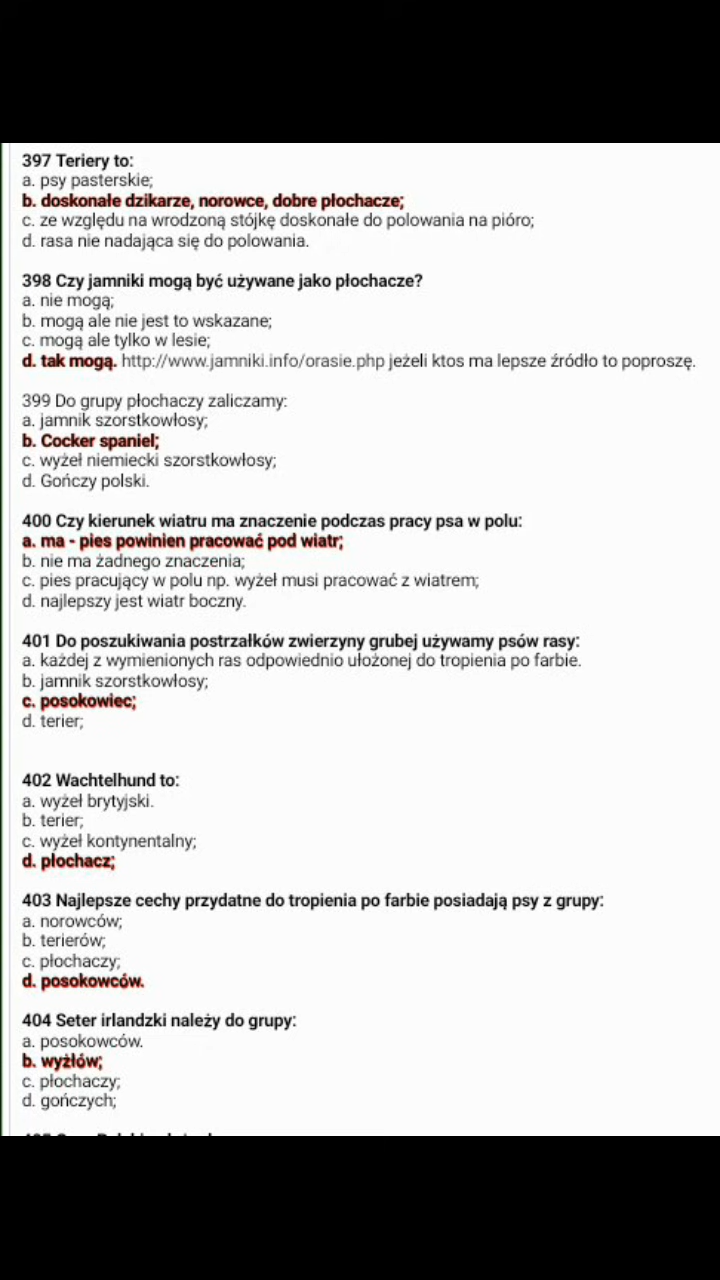 397 Teriery to:
a. psy pasterskie;
b. doskonałe dzikarze, norowce, dobre płochacze;
c. ze względu na wrodzoną stójkę doskonałe do polowania na pióro;
d. rasa nie nadająca się do polowania.
398 Czy jamniki mogą być używane jako płochacze?
a. nie mogą;
b. mogą ale nie jest to wskazane;
c. mogą ale tylko w lesie;
d. tak mogą. http://www.jamniki.info/orasie.php jeżeli ktos ma lepsze źródło to poproszę.
399 Do grupy płochaczy zaliczamy:
a. jamnik szorstkowłosy;
b. Cocker spaniel;
c. wyżeł niemiecki szorstkowłosy;
d. Gończy polski.
400 Czy kierunek wiatru ma znaczenie podczas pracy psa w polu:
a. ma - pies powinien pracować pod wiatr;
b. nie ma żadnego znaczenia;
c. pies pracujący w polu np. wyżeł musi pracować z wiatrem;
d. najlepszy jest wiatr boczny.
401 Do poszukiwania postrzałków zwierzyny grubej używamy psów rasy:
a. każdej z wymienionych ras odpowiednio ułożonej do tropienia po farbie.
b. jamnik szorstkowłosy;
c. posokowiec;
d. terier;
402 Wachtelhund to:
a. wyżeł brytyjski.
b. terier;
c. wyżeł kontynentalny;
d. płochacz;
403 Najlepsze cechy przydatne do tropienia po farbie posiadają psy z grupy:
a. norowców;
b. terierów;
c. płochaczy;
d. posokowców.
404 Seter irlandzki należy do grupy:
a. posokowców.
b. wyżłów;
c. płochaczy;
d. gończych;